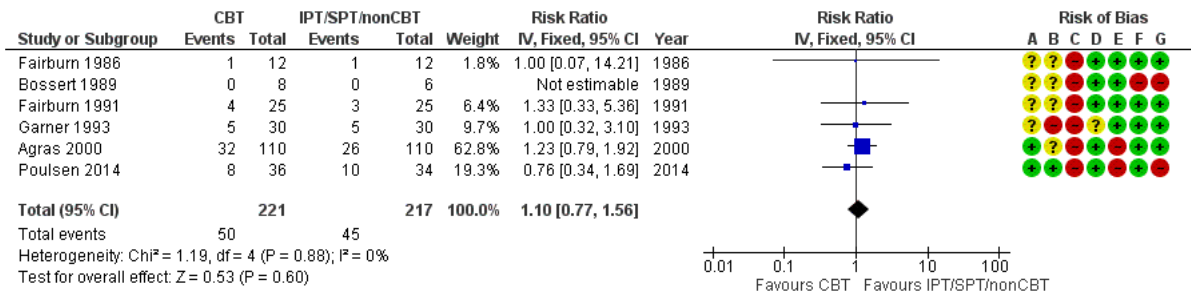 CBT IPT/SPT/nonCBT Risk Ratio Risk Ratio Risk of Bias
Study or Subgroup Events Total Events Total Weight IV, Fixed, 95% CI Year IV, Fixed, 95% CI A B C D E F G
Fairburn 1986 1 12 1 12 1.8% 1.00 [0.07, 14.21] 1986 ? ? – + + + +
Bossert 1989 0 8 0 6 Not estimable 1989 ? ? – + + – –
Fairburn 1991 4 25 3 25 6.4% 1.33 [0.33, 5.36] 1991 ? ? – + + + +
Garner 1993 5 30 5 30 9.7% 1.00 [0.32, 3.10] 1993 ? – – ? + + +
Agras 2000 32 110 26 110 62.8% 1.23 [0.79, 1.92] 2000 + ? – + – + +
Poulsen 2014 8 36 10 34 19.3% 0.76 [0.34, 1.69] 2014 + + – + – + –
Total (95% CI) 221 217 100.0% 1.10 [0.77, 1.56]
Total events 50 45
Heterogeneity: Chi² = 1.19, df = 4 (P = 0.88); I² = 0%
Test for overall effect: Z = 0.53 (P = 0.60)
0.01 0.1 1 10 100
Favours CBT Favours IPT/SPT/nonCBT